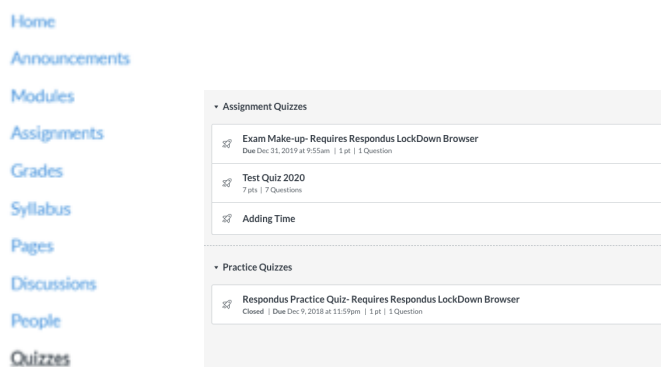 Home
Announcements
Modules
Assignments
Grades
Syllabus
Pages
Discussions
People
Quizzes
Assignment Quizzes
Exam Make-up- Requires Respondus LockDown Browser
Due Dec 31, 2019 at 9:55am | 1 pt | 1 Question
Test Quiz 2020
7 pts | 7 Questions
Adding Time
Practice Quizzes
Respondus Practice Quiz- Requires Respondus LockDown Browser
Closed | Due Dec 9, 2018 at 11:59pm | 1 pt | 1 Question